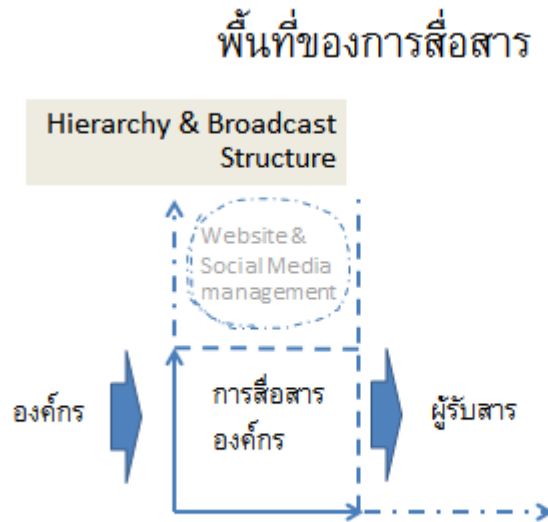 พื้นที่ของการสื่อสาร
Hierarchy & Broadcast
Structure
Website &
Social Media
management
องค์กร
การสื่อสาร
องค์กร
ผู้รับสาร